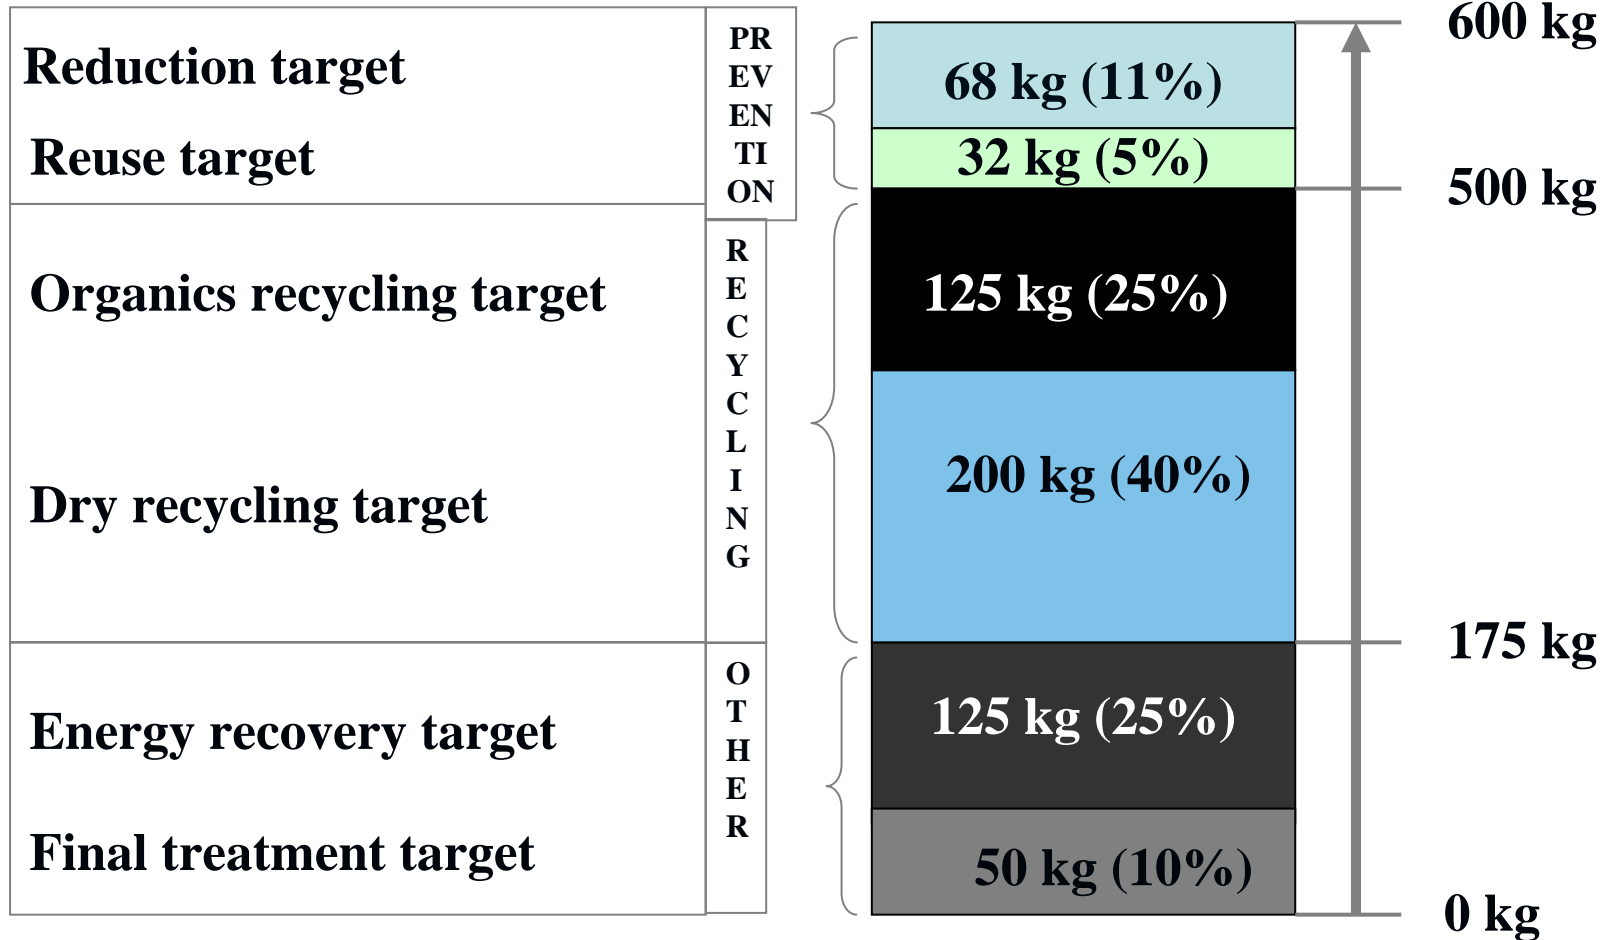 Reduction target
Reuse target
PR
EV
EN
TI
ON
68 kg (11%)
32 kg (5%)
600 kg
500 kg
Organics recycling target
Dry recycling target
R
E
C
Y
C
L
I
N
G
125 kg (25%)
200 kg (40%)
175 kg
Energy recovery target
Final treatment target
O
T
H
E
R
125 kg (25%)
50 kg (10%)
0 kg